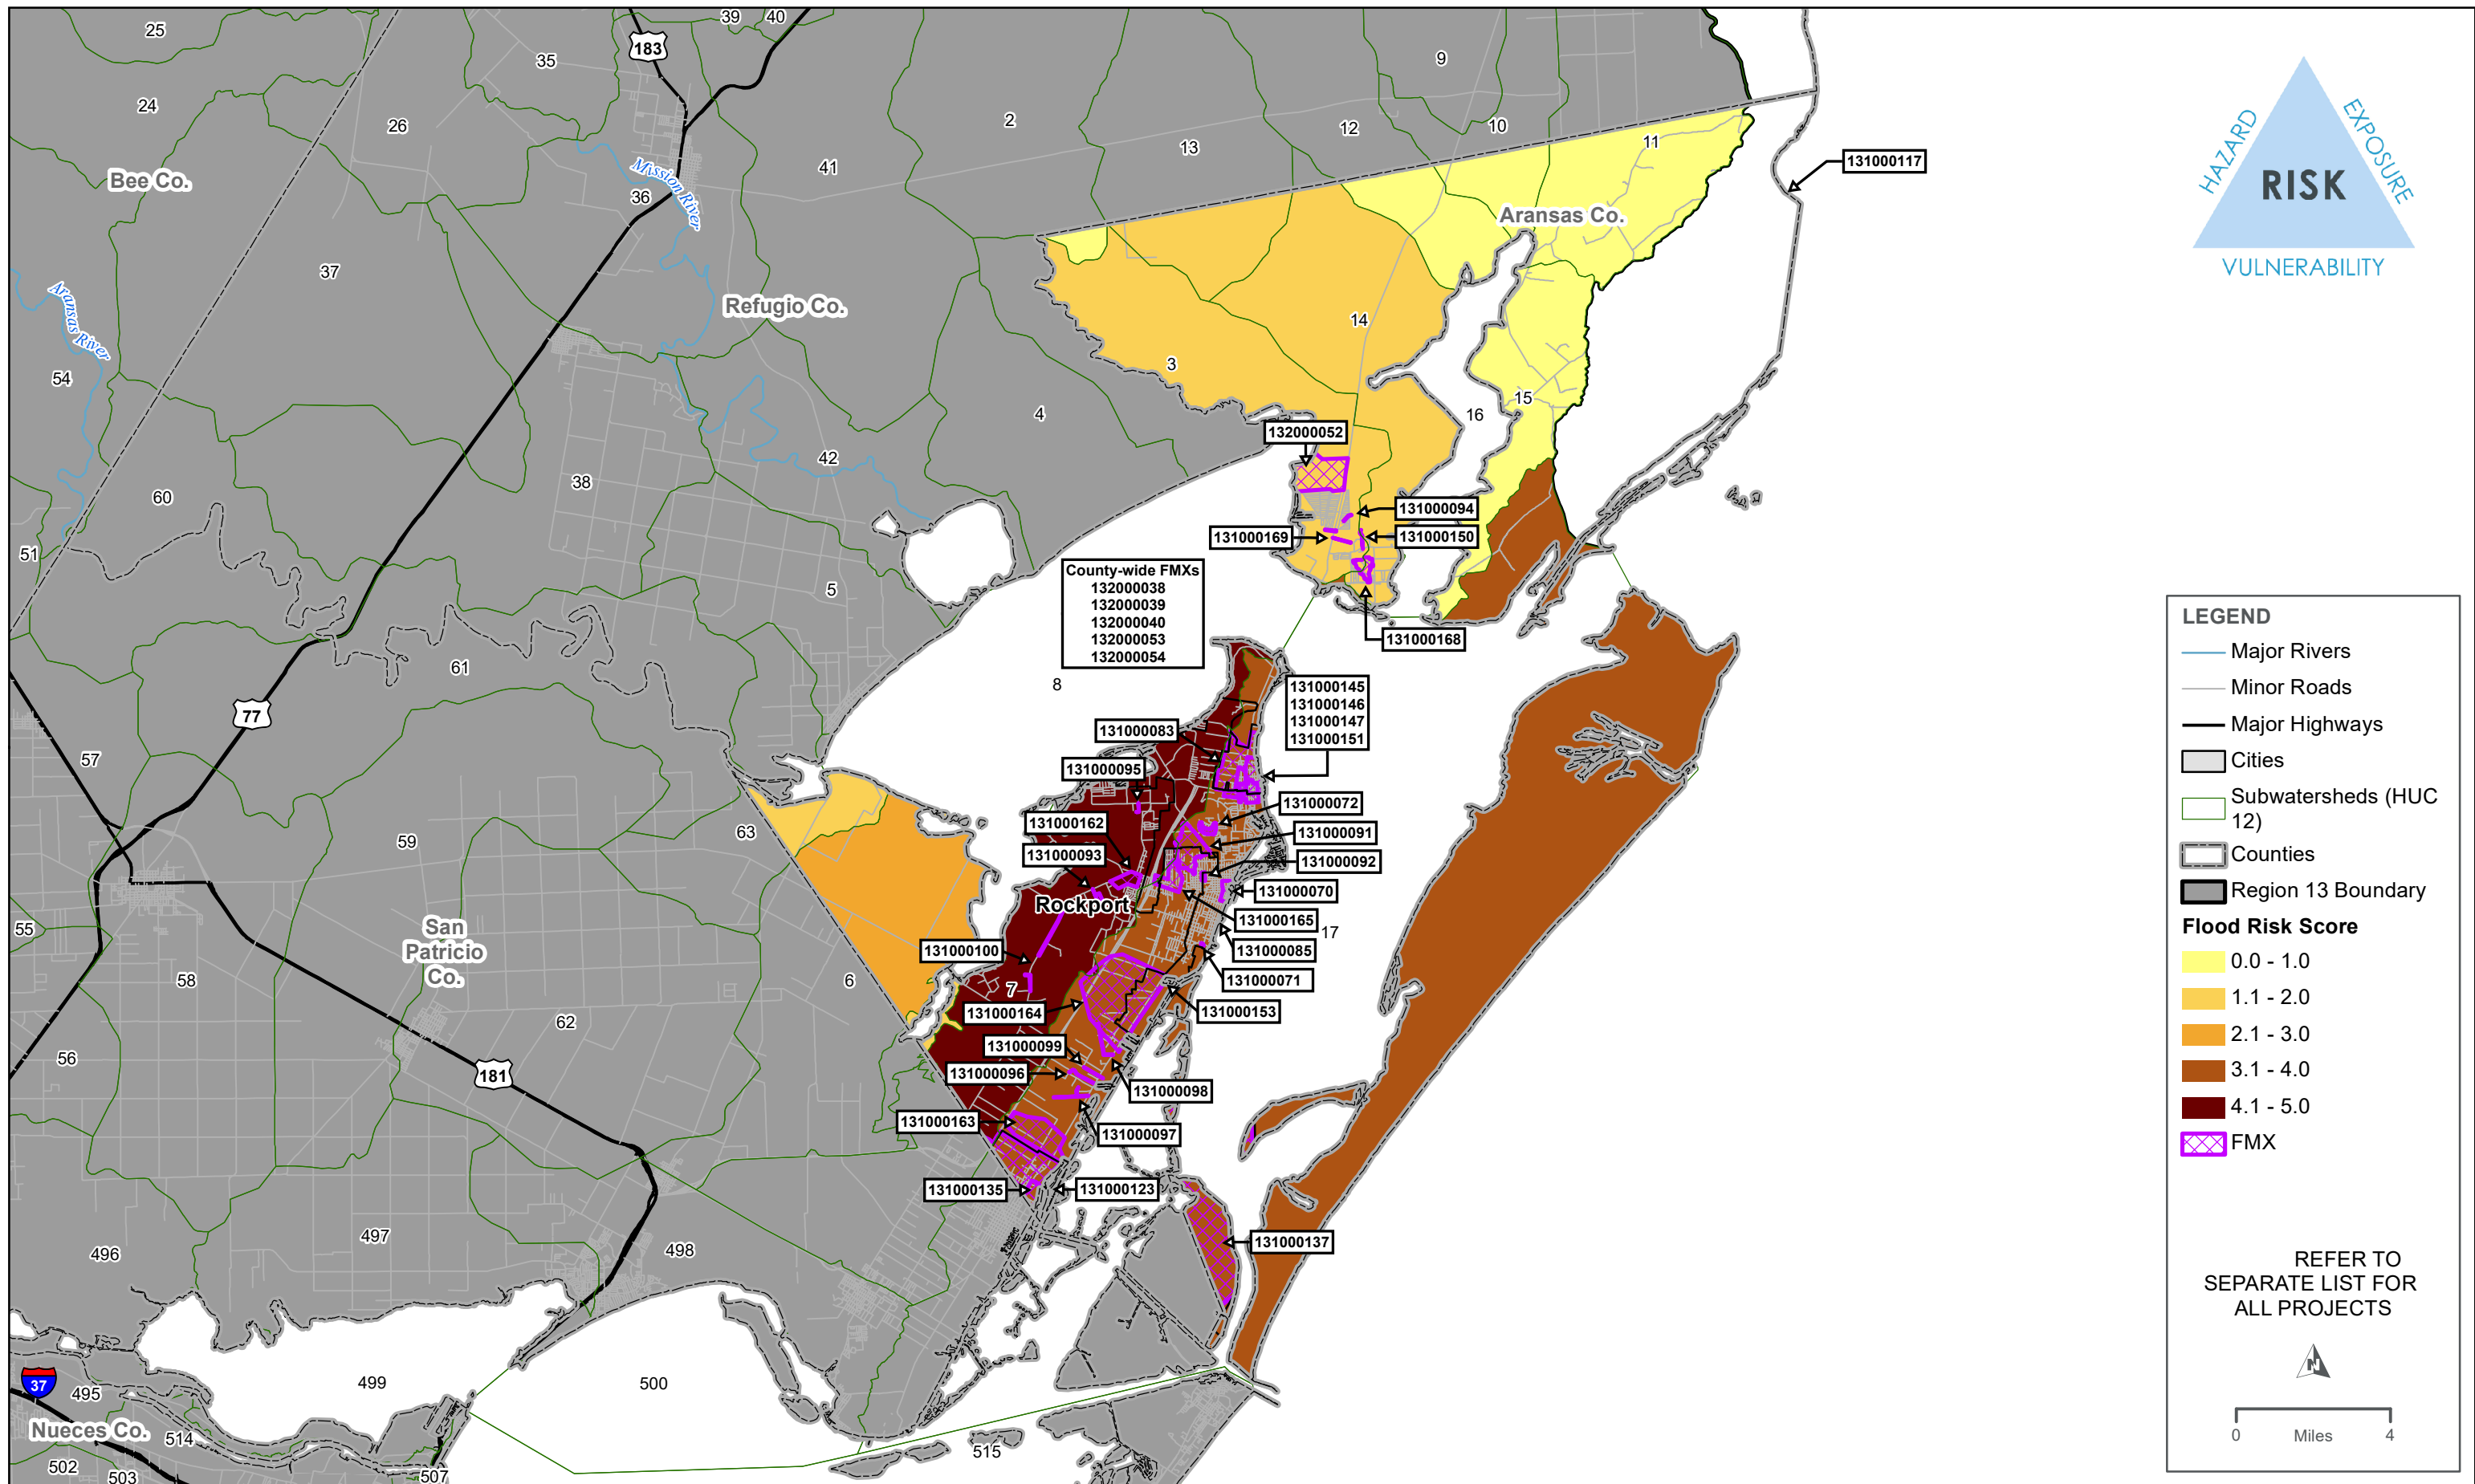 25
39
40
183
35
9
24
26
2
12
10
11
13
41
Bee Co.
Mission River
36
131000117
HAZARD
EXPOSURE
RISK
VULNERABILITY
Aransas Co.
37
Refugio Co.
Aransas River
14
3
54
4
16
15
132000052
42
38
60
131000094
131000169
131000150
51
County-wide FMXs
132000038
132000039
132000040
132000053
132000054
5
131000168
61
8
131000145
131000146
131000147
131000151
77
131000083
57
131000095
131000072
131000162
131000091
63
59
131000093
131000092
131000070
Rockport
131000165
55
San
Patricio
Co.
17
131000100
131000085
58
6
131000071
7
131000164
131000153
62
131000099
56
181
131000096
131000098
131000163
131000097
131000135
131000123
497
496
498
131000137
37
495
499
500
Nueces Co.
514
515
502
503
507
LEGEND
Major Rivers
Minor Roads
Major Highways
Cities
Subwatersheds (HUC
12)
Counties
Region 13 Boundary
Flood Risk Score
0.0 - 1.0
1.1 - 2.0
2.1 - 3.0
3.1 - 4.0
4.1 - 5.0
FMX
REFER TO
SEPARATE LIST FOR
ALL PROJECTS
N
0 Miles 4